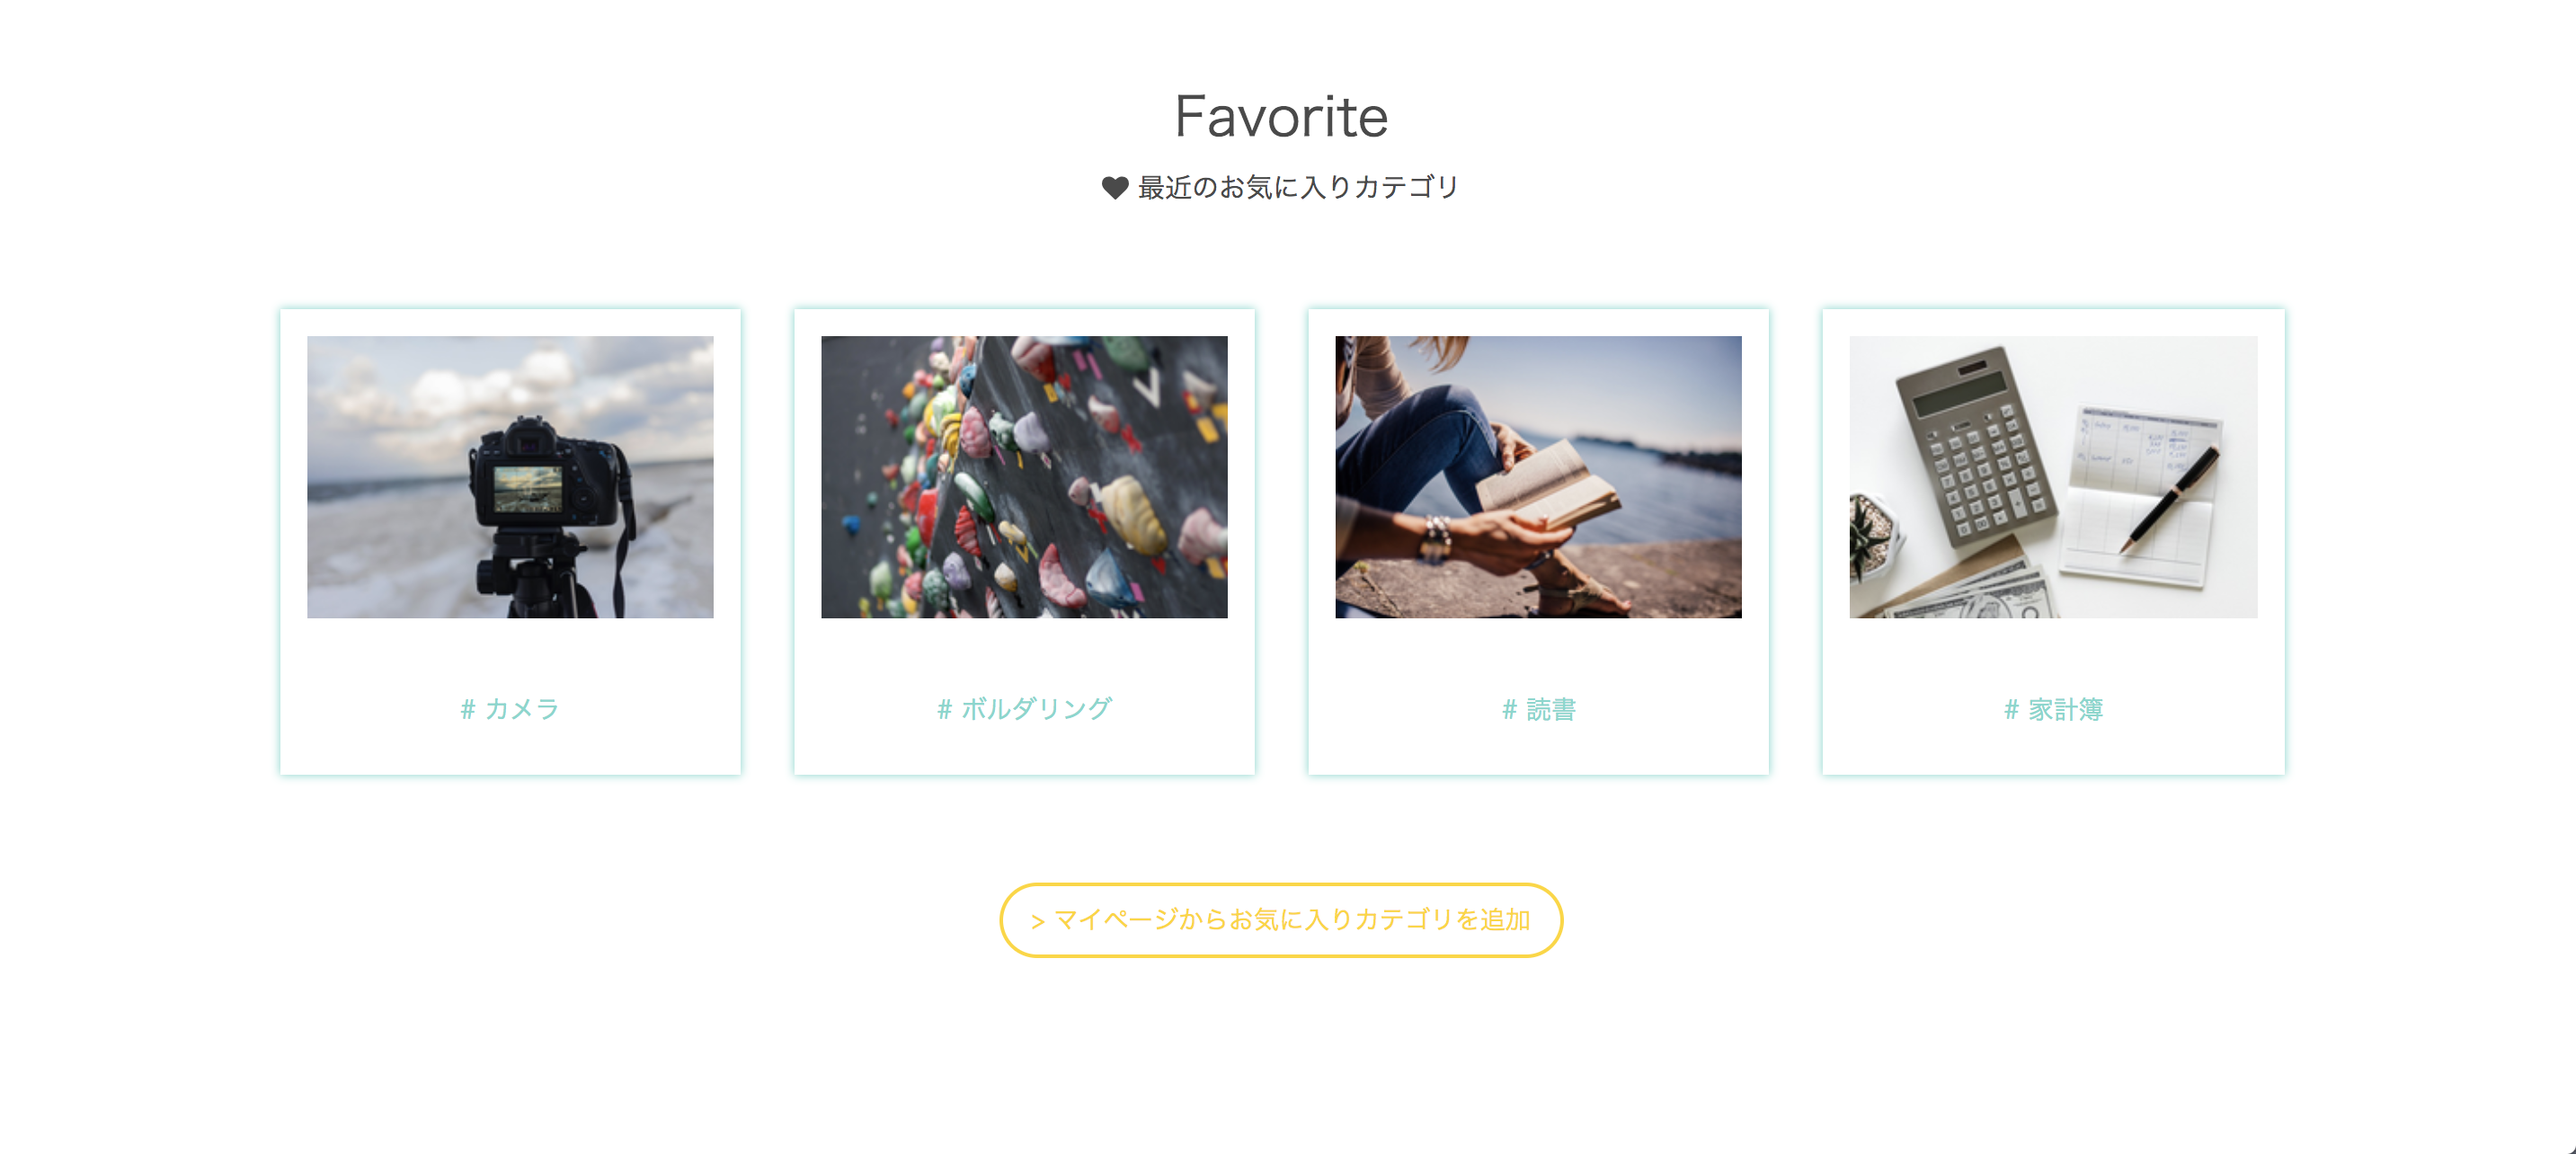 Favorite
最近のお気に入りカテゴリ
# カメラ
# ボルダリング
# 読書
# 家計簿
> マイページからお気に入りカテゴリを追加